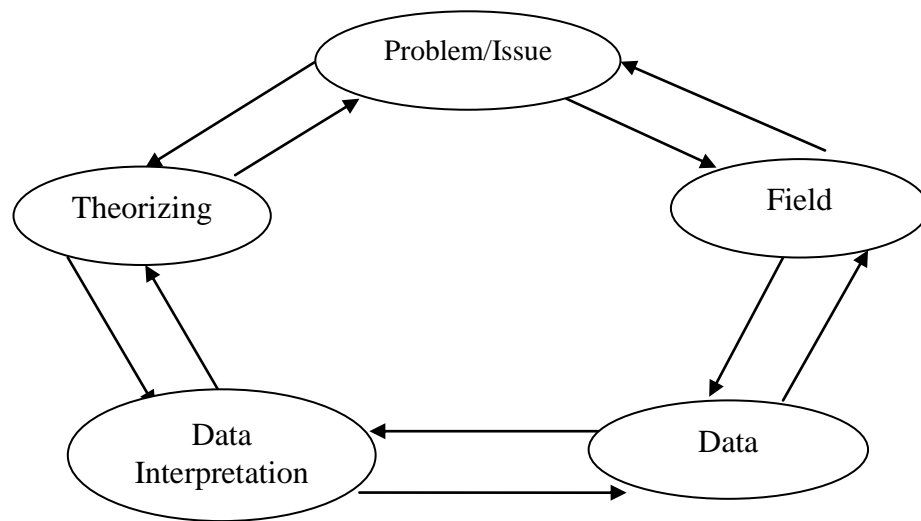 Problem/Issue
Theorizing
Field
Data
Interpretation
Data